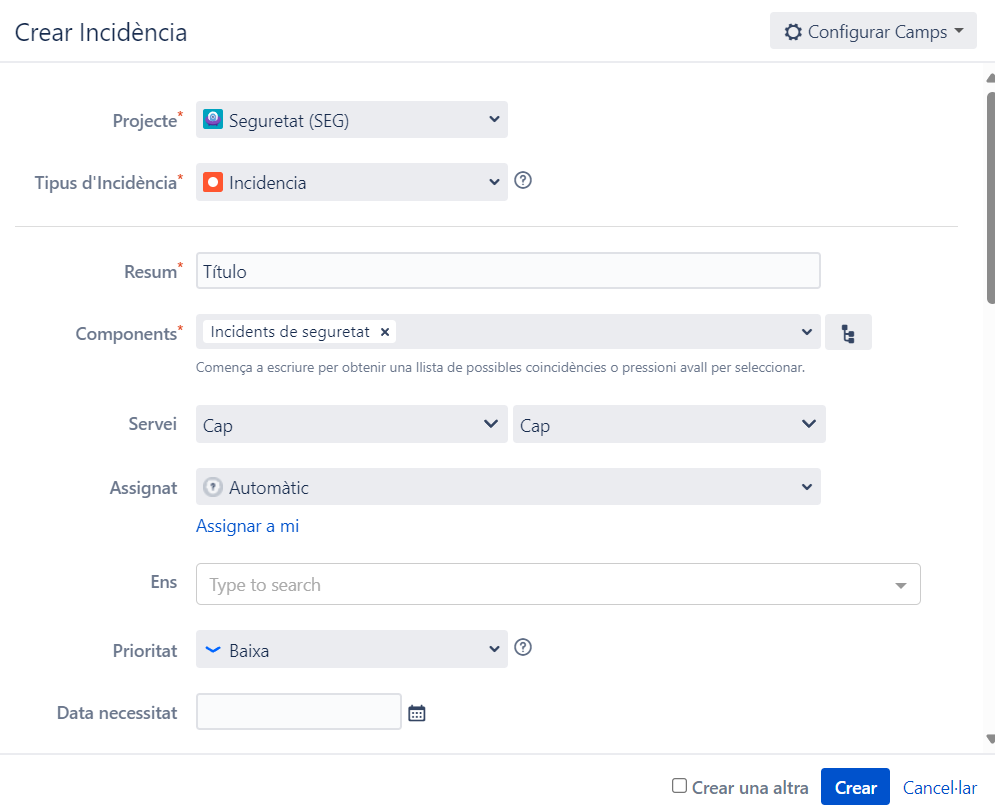 Crear Incidència
Configurar Camps
Projecte* Seguretat (SEG)
Tipus d'Incidència* Incidencia
Resum* Título
Components* Incidents de seguretat ×
Comença a escriure per obtenir una llista de possibles coincidències o pressioni avall per seleccionar.
Servei Cap Cap
Assignat Automàtic
Assignar a mi
Ens Type to search
Prioritat Baixa
Data necessitat
Crear una altra Crear Cancel·lar